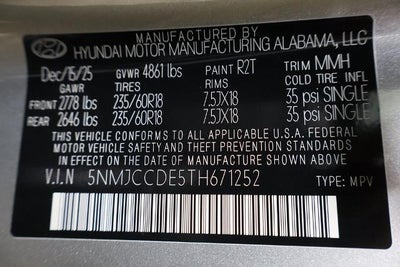 MANUFACTURED BY
HYUNDAI MOTOR MANUFACTURING ALABAMA, LLC
Dec/15/25 GVWR 4861 lbs PAINT R2T TRIM MMH
GAWR TIRES RIMS COLD TIRE INFL
FRONT 2778 lbs 235/60R18 7.5JX18 35 psi SINGLE
REAR 2646 lbs 235/60R18 7.5JX18 35 psi SINGLE
THIS VEHICLE CONFORMS TO ALL APPLICABLE U.S.A. FEDERAL
MOTOR VEHICLE SAFETY AND THEFT PREVENTION STANDARDS
IN EFFECT ON THE DATE OF MANUFACTURE SHOWN ABOVE.
V.I.N 5NMJCCDE5TH671252 TYPE: MPV